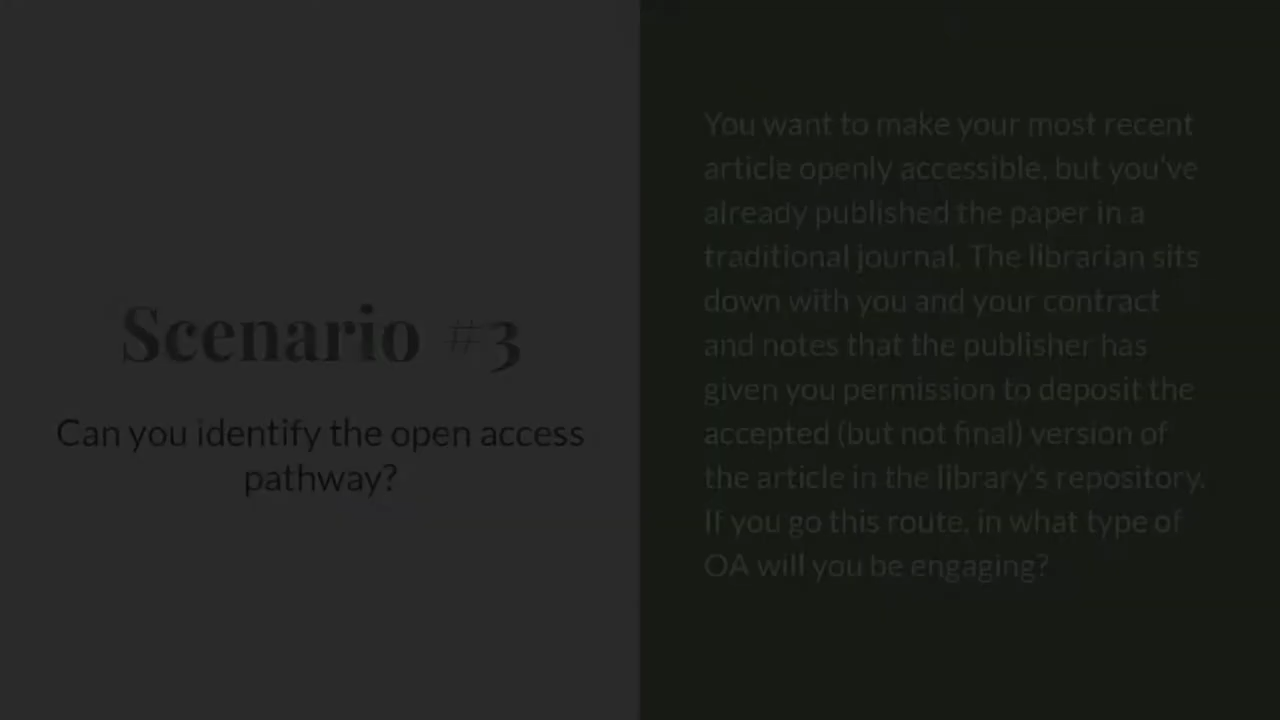 Scenario #3
Can you identify the open access
pathway?
You want to make your most recent
article openly accessible, but you've
already published the paper in a
traditional journal. The librarian sits
down with you and your contract
and notes that the publisher has
given you permission to deposit the
accepted (but not final) version of
the article in the library's repository.
If you go this route, in what type of
OA will you be engaging?